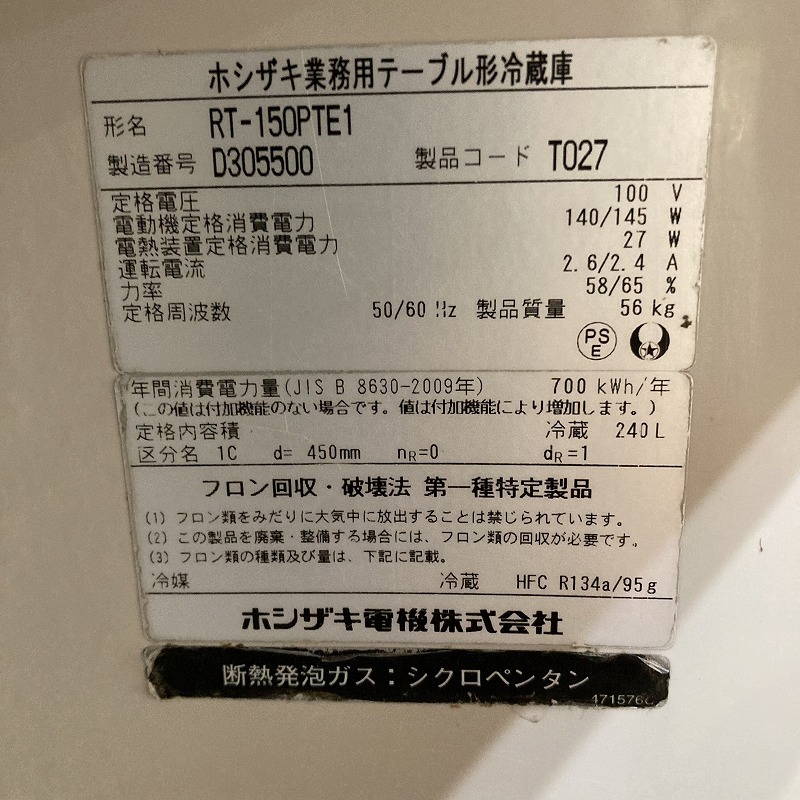 ホシザキ業務用テーブル形冷蔵庫
形名 RT-150PTE1
製造番号 D305500 製品コード T027
定格電圧 100 V
電動機定格消費電力 140/145 W
電熱装置定格消費電力 27 W
運転電流 2.6/2.4 A
力率 58/65 %
定格周波数 50/60 Hz 製品質量 56 kg
PS
E
年間消費電力量(JIS B 8630-2009年) 700 kWh/年
(この値は付加機能のない場合です。値は付加機能により増加します。)
定格内容積 冷蔵 240L
区分名 1C d= 450mm nR=0 dR=1
フロン回収・破壊法 第一種特定製品
(1) フロン類をみだりに大気中に放出することは禁じられています。
(2) この製品を廃棄・整備する場合には、フロン類の回収が必要です。
(3) フロン類の種類及び量は、下記に記載。
冷媒 冷蔵 HFC R134a/95g
ホシザキ電機株式会社
断熱発泡ガス：シクロペンタン